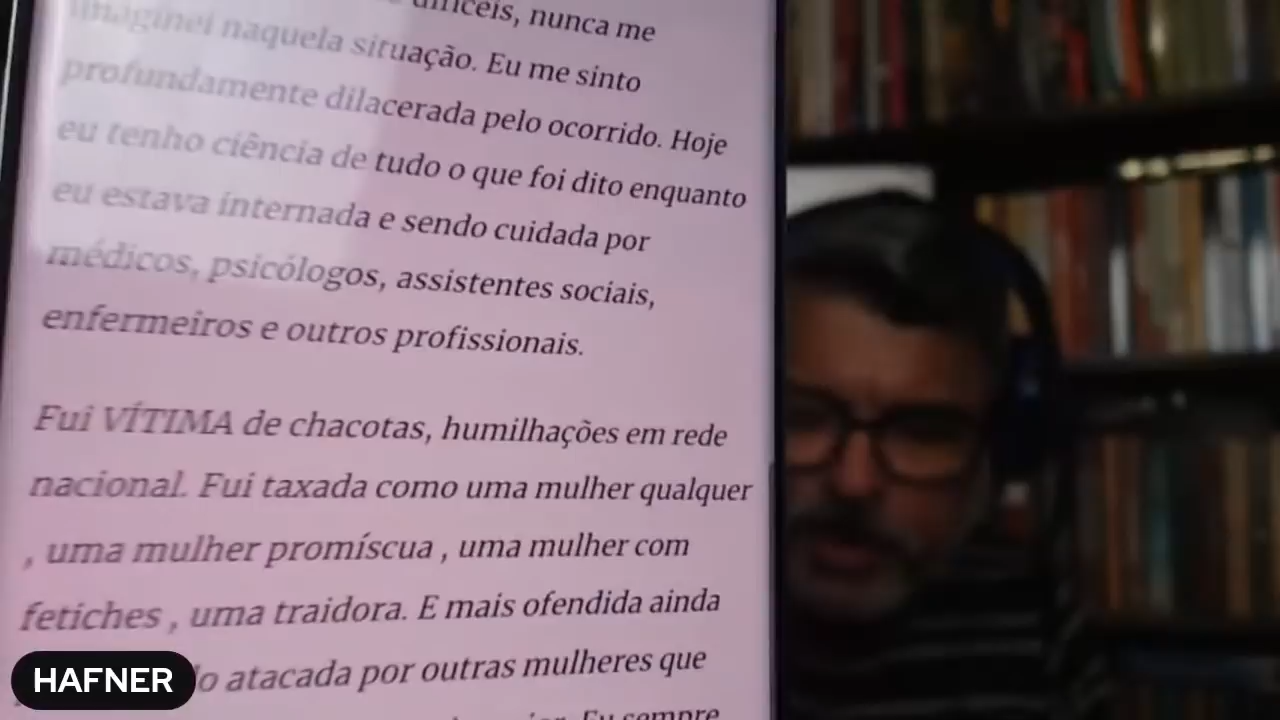 difíceis, nunca me
imaginei naquela situação. Eu me sinto
profundamente dilacerada pelo ocorrido. Hoje
eu tenho ciência de tudo o que foi dito enquanto
eu estava internada e sendo cuidada por
médicos, psicólogos, assistentes sociais,
enfermeiros e outros profissionais.
Fui VÍTIMA de chacotas, humilhações em rede
nacional. Fui taxada como uma mulher qualquer
, uma mulher promíscua , uma mulher com
fetiches , uma traidora. E mais ofendida ainda
atacada por outras mulheres que
Eu sempre
HAFNER